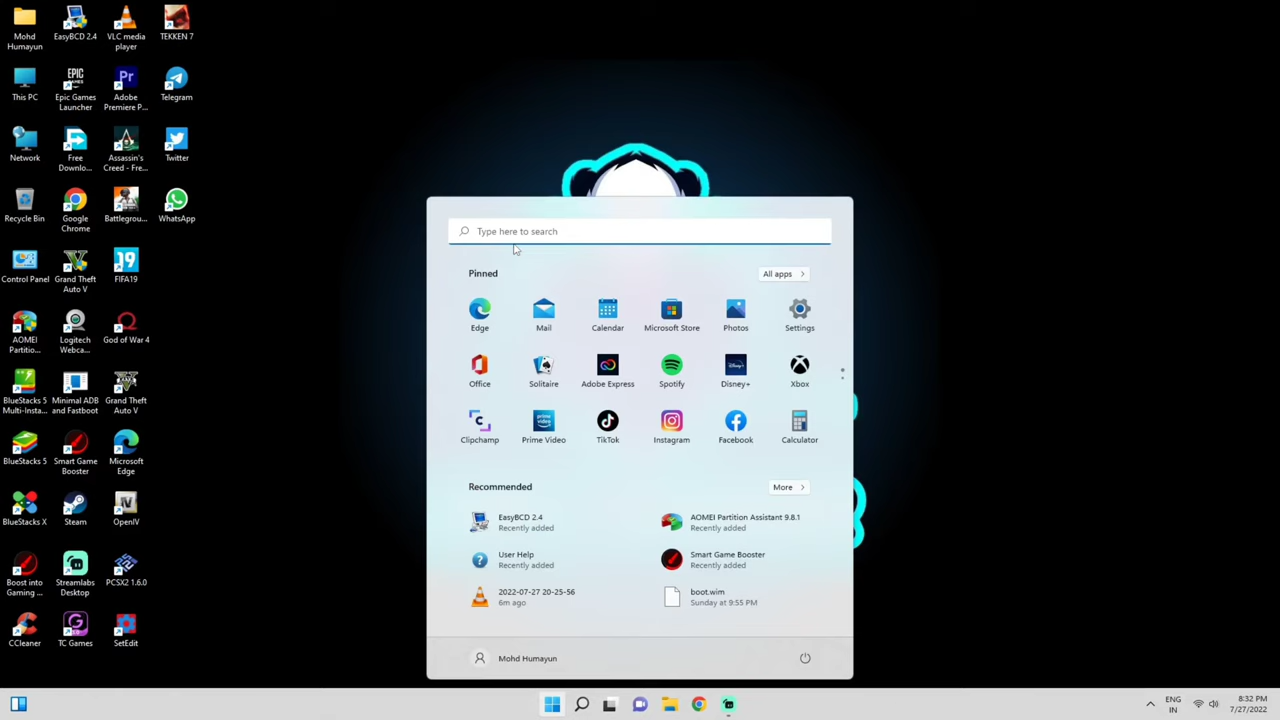 Mohd
Humayun
EasyBCD 2.4
VLC media
player
TEKKEN 7
This PC
Epic Games
Launcher
Adobe
Premiere P...
Telegram
Network
Free
Downlo...
Assassin's
Creed - Fre...
Twitter
Recycle Bin
Google
Chrome
Battlegrou...
WhatsApp
Control Panel
Grand Theft
Auto V
FIFA19
AOMEI
Partitio...
Logitech
Webca...
God of War 4
BlueStacks 5
Multi-Insta...
Minimal ADB
and Fastboot
Grand Theft
Auto V
BlueStacks 5
Smart Game
Booster
Microsoft
Edge
BlueStacks X
Steam
OpenIV
Boost into
Gaming ...
Streamlabs
Desktop
PCSX2 1.6.0
CCleaner
TC Games
SetEdit
Type here to search
Pinned
All apps
Edge
Mail
Calendar
Microsoft Store
Photos
Settings
Office
Solitaire
Adobe Express
Spotify
Disney+
Xbox
Clipchamp
Prime Video
TikTok
Instagram
Facebook
Calculator
Recommended
More
EasyBCD 2.4
Recently added
AOMEI Partition Assistant 9.8.1
Recently added
User Help
Recently added
Smart Game Booster
Recently added
2022-07-27 20-25-56
6m ago
boot.wim
Sunday at 9:55 PM
Mohd Humayun
ENG
IN
8:32 PM
7/27/2022